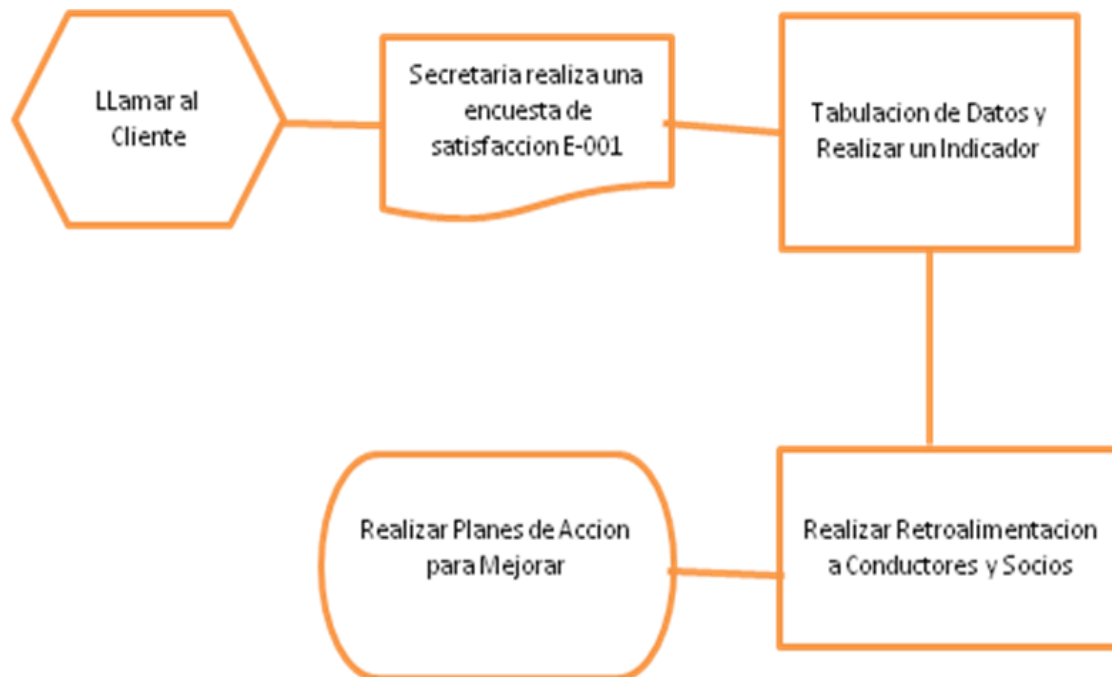 LLamar al
Cliente
Secretaria realiza una
encuesta de
satisfaccion E-001
Tabulacion de Datos y
Realizar un Indicador
Realizar Retroalimentacion
a Conductores y Socios
Realizar Planes de Accion
para Mejorar